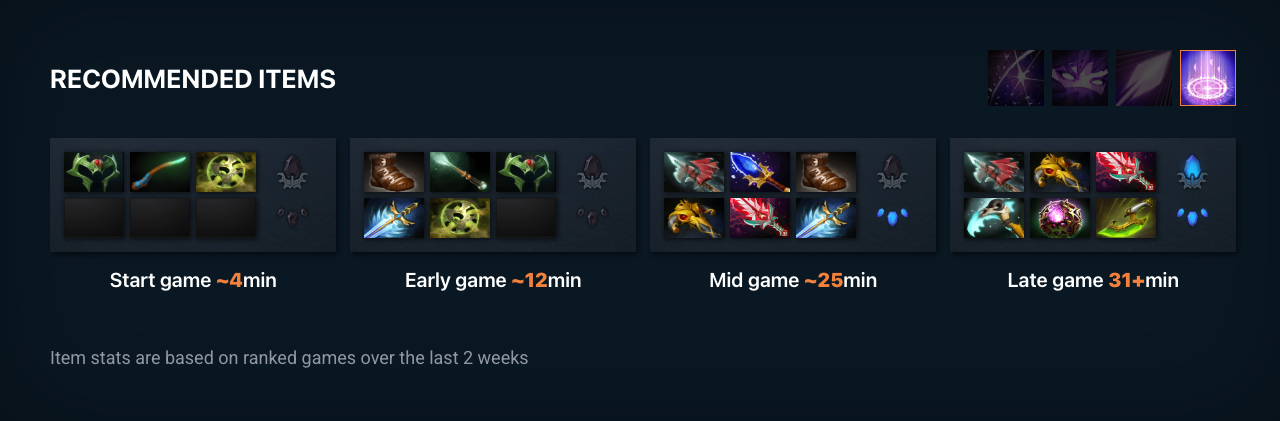 RECOMMENDED ITEMS
Start game ~4min
Early game ~12min
Mid game ~25min
Late game 31+min
Item stats are based on ranked games over the last 2 weeks